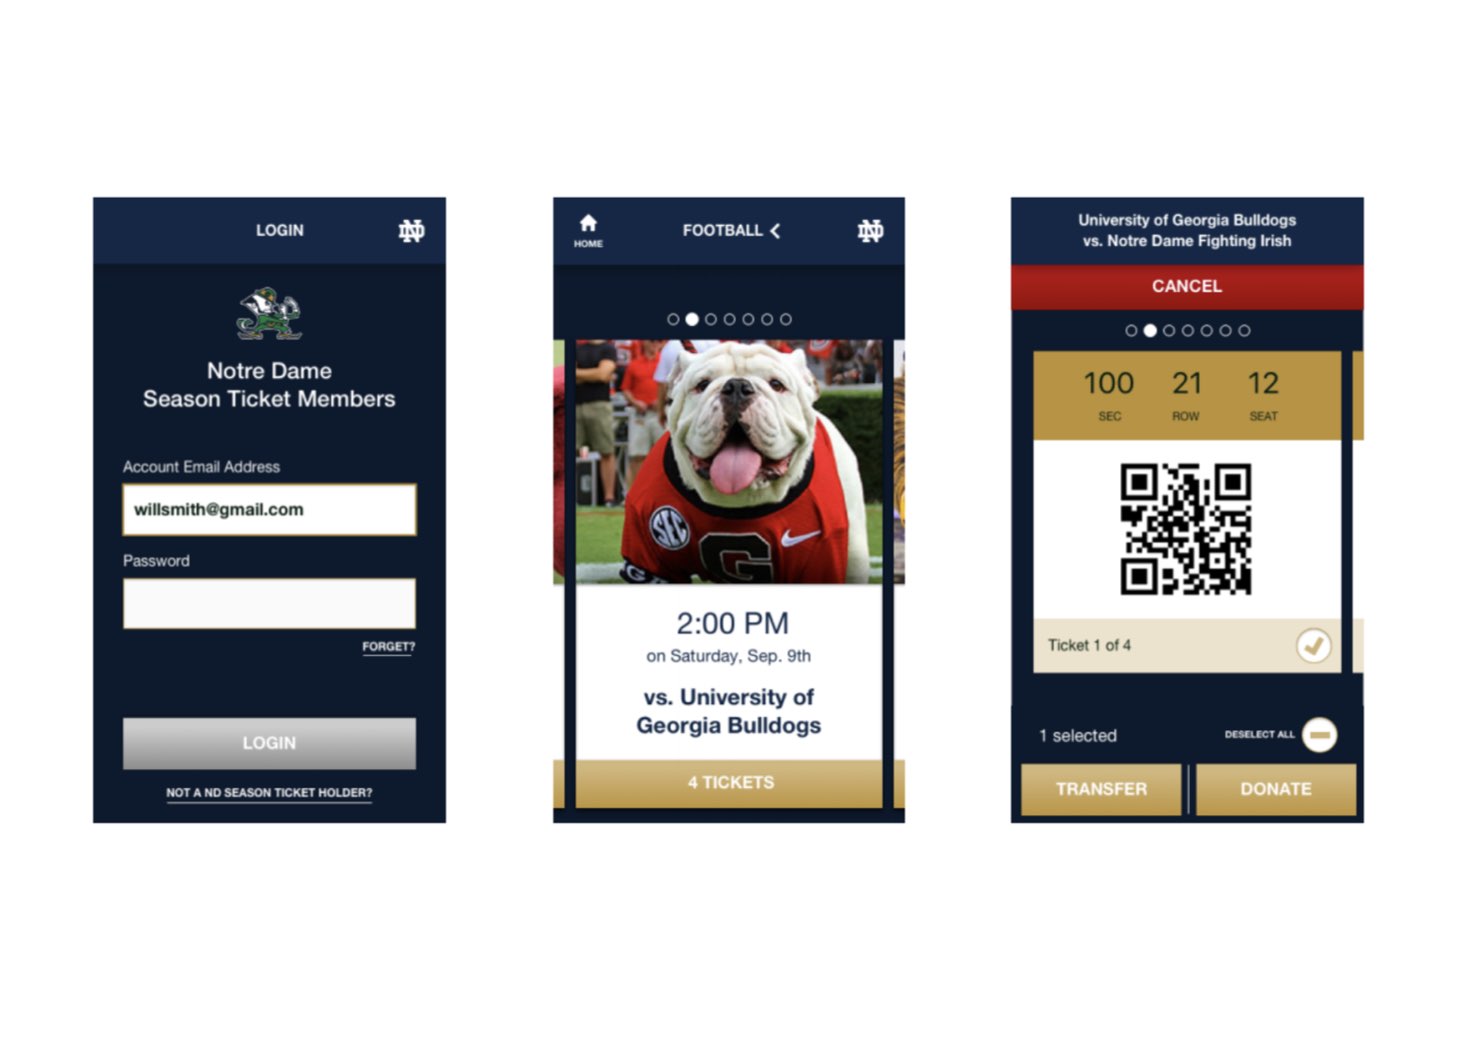 LOGIN
ND
Notre Dame
Season Ticket Members
Account Email Address
willsmith@gmail.com
Password
FORGET?
LOGIN
NOT A ND SEASON TICKET HOLDER?
HOME
FOOTBALL
ND
SEC
G
G
2:00 PM
on Saturday, Sep. 9th
vs. University of
Georgia Bulldogs
4 TICKETS
University of Georgia Bulldogs
vs. Notre Dame Fighting Irish
CANCEL
100 21 12
SEC ROW SEAT
Ticket 1 of 4
1 selected
DESELECT ALL
TRANSFER
DONATE